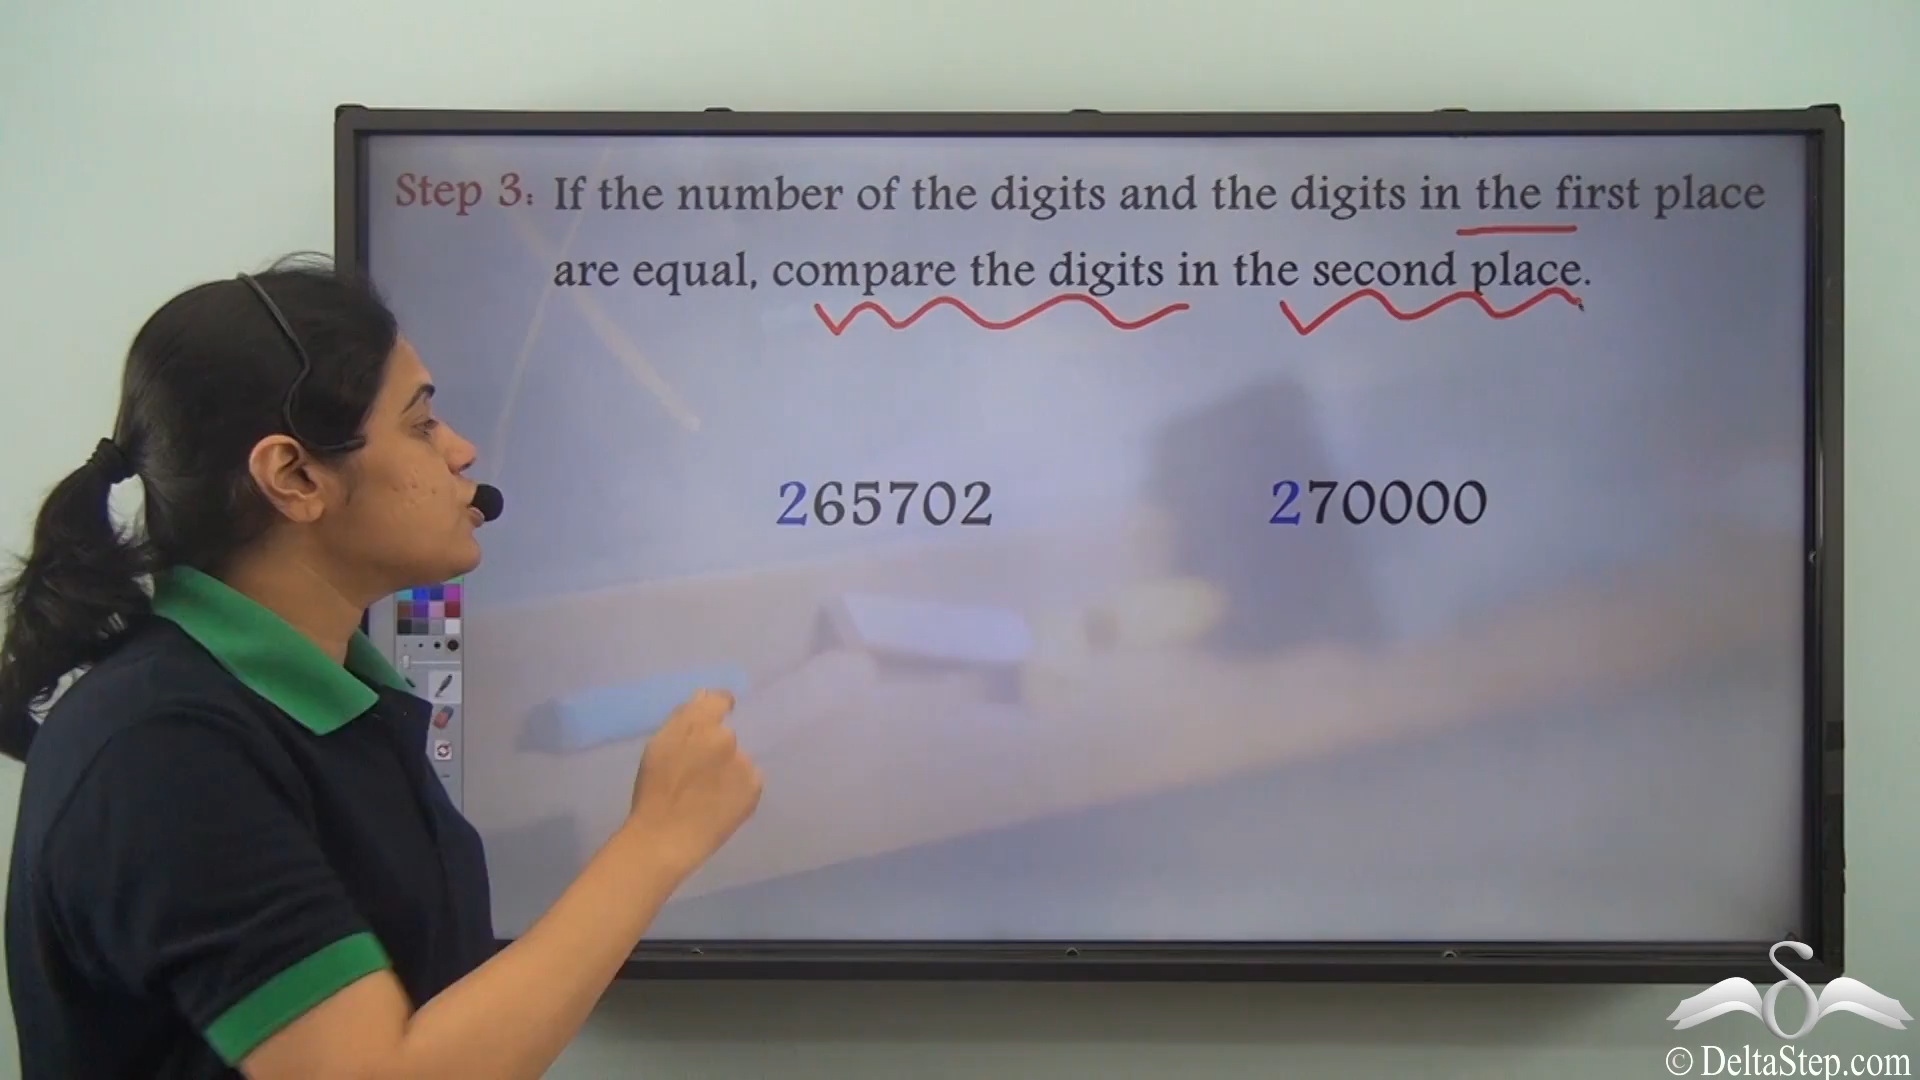 Step 3: If the number of the digits and the digits in the first place
are equal, compare the digits in the second place.
265702 270000
© DeltaStep.com